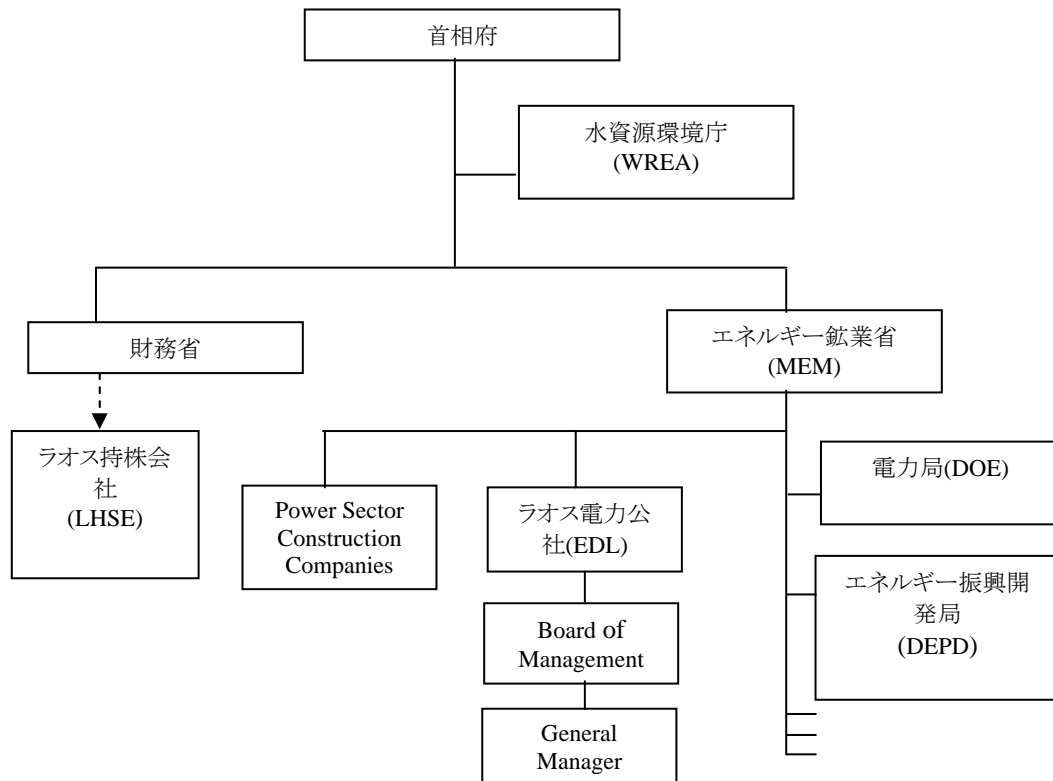 首相府
水資源環境庁
(WREA)
財務省
エネルギー鉱業省
(MEM)
ラオス持株会
社
(LHSE)
Power Sector
Construction
Companies
ラオス電力公
社(EDL)
電力局(DOE)
エネルギー振興開
発局
(DEPD)
Board of
Management
General
Manager